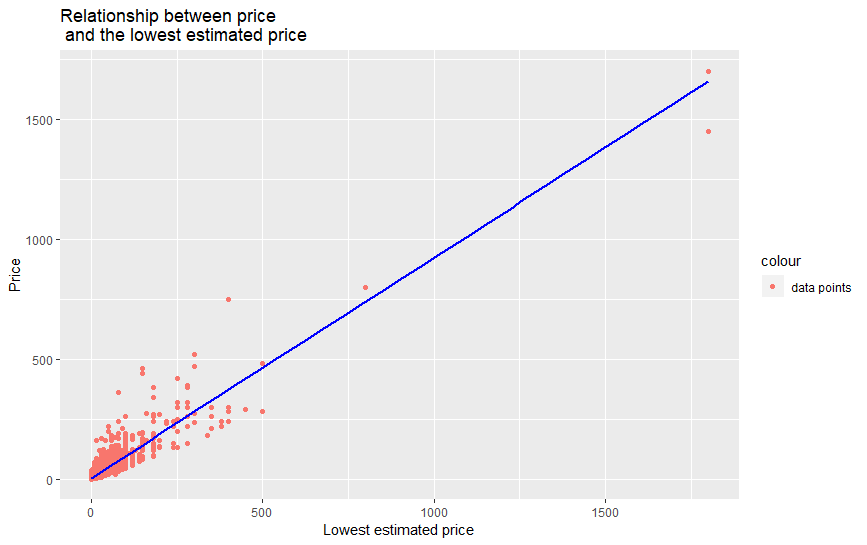 Relationship between price
and the lowest estimated price
1500
1000
500
0
Price
0 500 1000 1500
Lowest estimated price
colour
data points